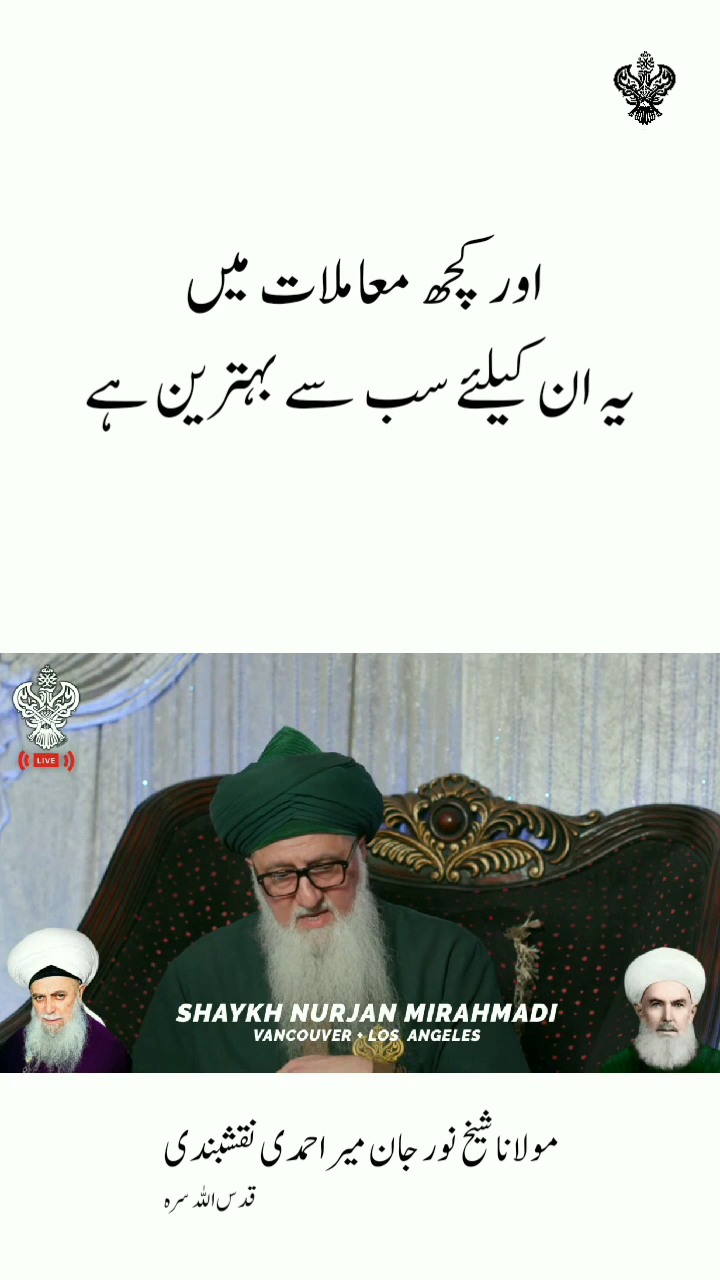 اور کچھ معاملات میں
یہ ان کیلئے سب سے بہترین ہے
LIVE
SHAYKH NURJAN MIRAHMADI
VANCOUVER • LOS ANGELES
مولانا شیخ نور جان میر احمدی نقشبندی
قدس اللہ سرہ